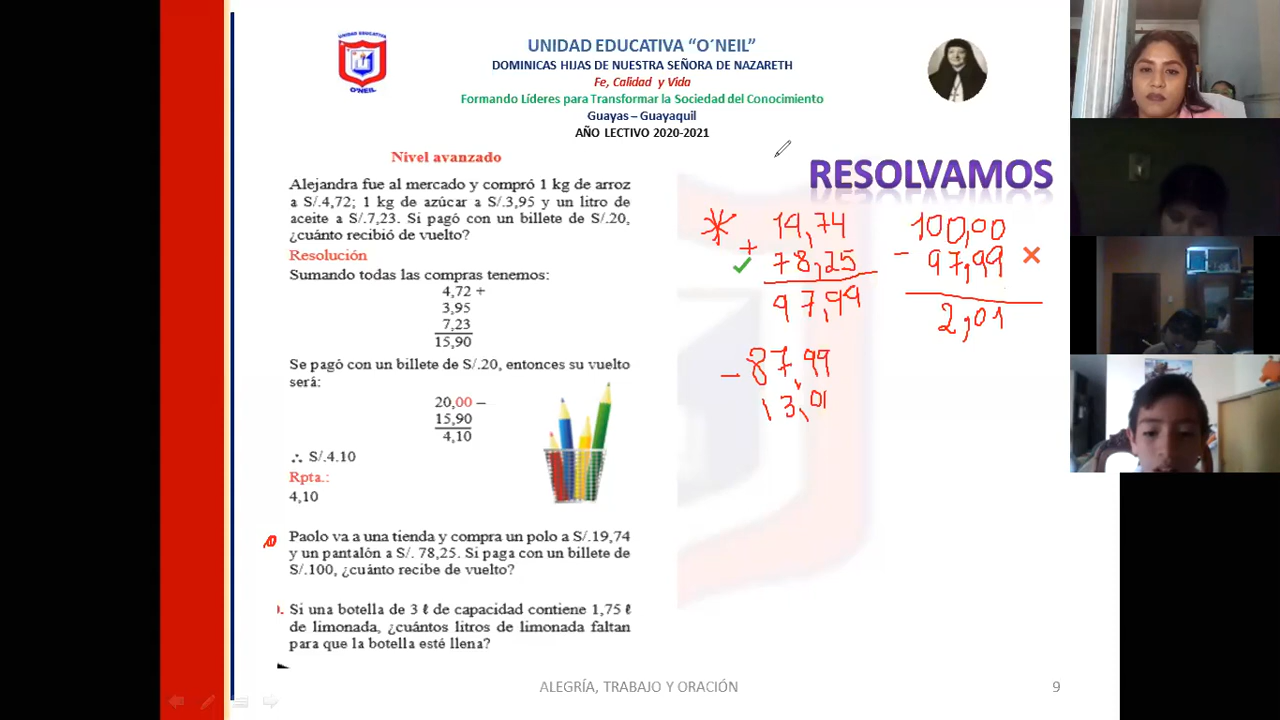 UNIDAD EDUCATIVA
O'NEIL
UNIDAD EDUCATIVA “O´NEIL”
DOMINICAS HIJAS DE NUESTRA SEÑORA DE NAZARETH
Fe, Calidad y Vida
Formando Líderes para Transformar la Sociedad del Conocimiento
Guayas – Guayaquil
AÑO LECTIVO 2020-2021
Nivel avanzado
Alejandra fue al mercado y compró 1 kg de arroz
a S/.4,72; 1 kg de azúcar a S/.3,95 y un litro de
aceite a S/.7,23. Si pagó con un billete de S/.20,
¿cuánto recibió de vuelto?
Resolución
Sumando todas las compras tenemos:
4,72 +
3,95
7,23
15,90
Se pagó con un billete de S/.20, entonces su vuelto
será:
20,00 –
15,90
4,10
∴ S/.4.10
Rpta.:
4,10
Paolo va a una tienda y compra un polo a S/.19,74
y un pantalón a S/. 78,25. Si paga con un billete de
S/.100, ¿cuánto recibe de vuelto?
Si una botella de 3 ℓ de capacidad contiene 1,75 ℓ
de limonada, ¿cuántos litros de limonada faltan
para que la botella esté llena?
RESOLVAMOS
19,74
+ 78,25
97,99
100,00
– 97,99
2,01
– 87,99
13,01
ALEGRÍA, TRABAJO Y ORACIÓN
9